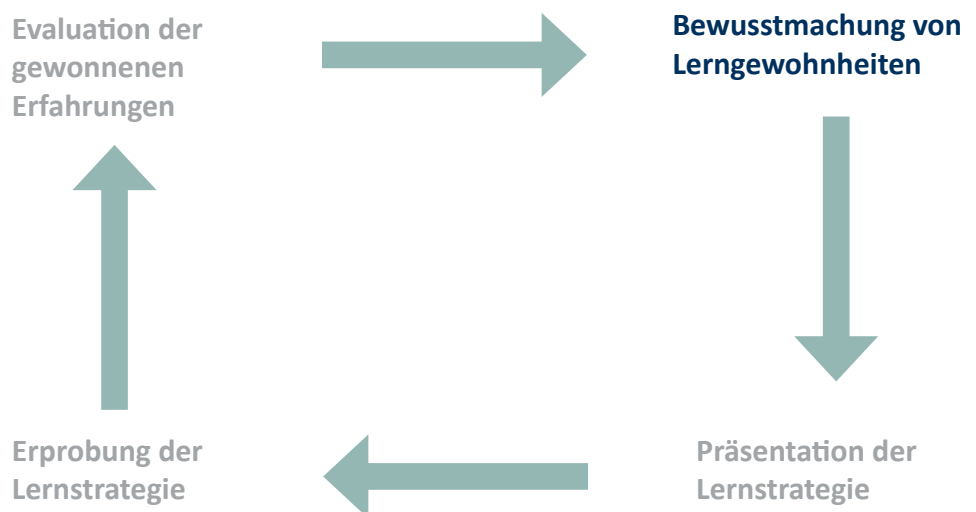 Evaluation der
gewonnenen
Erfahrungen
Bewusstmachung von
Lerngewohnheiten
Erprobung der
Lernstrategie
Präsentation der
Lernstrategie